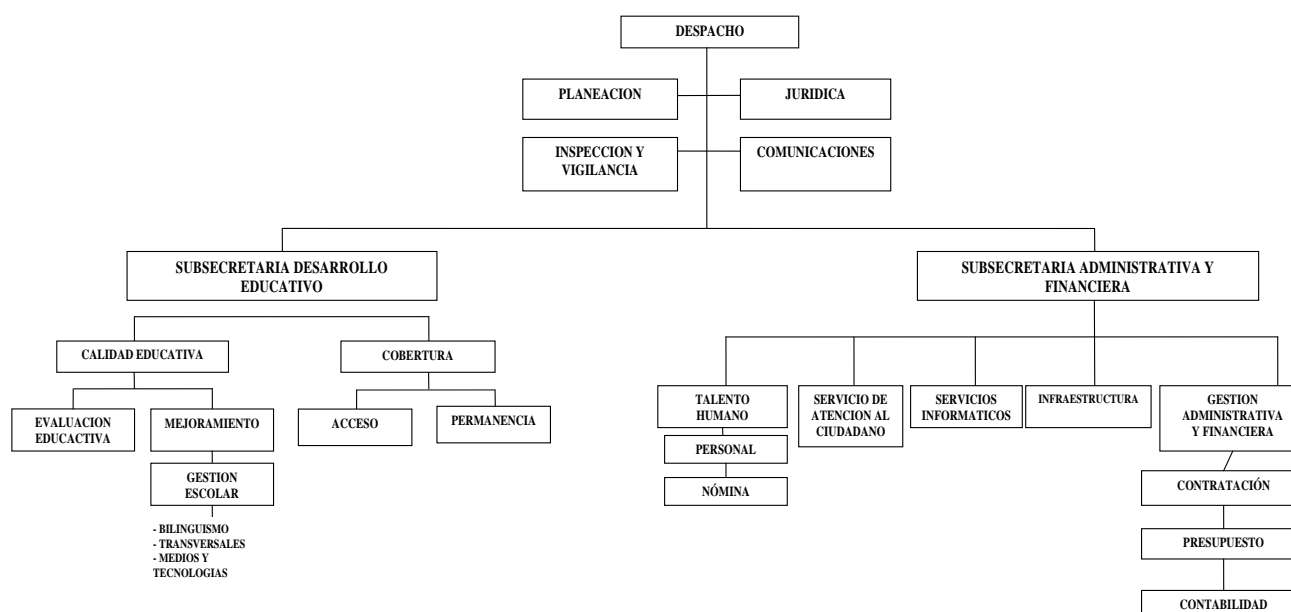 DESPACHO
PLANEACION
JURIDICA
INSPECCION Y
VIGILANCIA
COMUNICACIONES
SUBSECRETARIA DESARROLLO
EDUCATIVO
SUBSECRETARIA ADMINISTRATIVA Y
FINANCIERA
CALIDAD EDUCATIVA
COBERTURA
EVALUACION
EDUCACTIVA
MEJORAMIENTO
ACCESO
PERMANENCIA
GESTION
ESCOLAR
- BILINGUISMO
- TRANSVERSALES
- MEDIOS Y
TECNOLOGIAS
TALENTO
HUMANO
SERVICIO DE
ATENCION AL
CIUDADANO
SERVICIOS
INFORMATICOS
INFRAESTRUCTURA
GESTION
ADMINISTRATIVA
Y FINANCIERA
PERSONAL
NÓMINA
CONTRATACIÓN
PRESUPUESTO
CONTABILIDAD